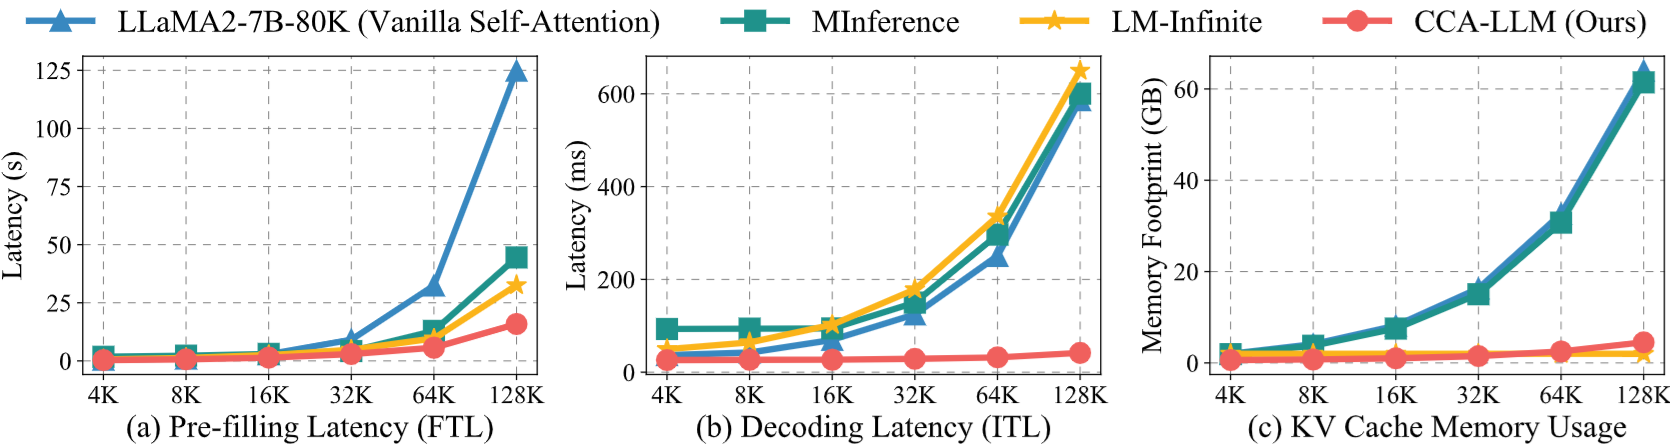 LLaMA2-7B-80K (Vanilla Self-Attention) MInference LM-Infinite CCA-LLM (Ours)
Latency (s)
125
100
75
50
25
0
4K 8K 16K 32K 64K 128K
(a) Pre-filling Latency (FTL)
Latency (ms)
600
400
200
0
4K 8K 16K 32K 64K 128K
(b) Decoding Latency (ITL)
Memory Footprint (GB)
60
40
20
0
4K 8K 16K 32K 64K 128K
(c) KV Cache Memory Usage